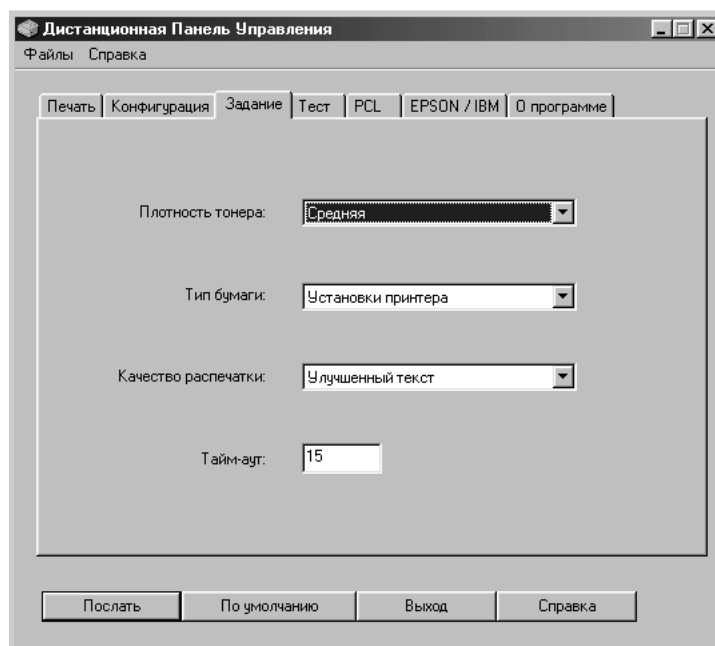 Дистанционная Панель Управления
Файлы Справка
Печать Конфигурация Задание Тест PCL EPSON / IBM О программе
Плотность тонера: Средняя
Тип бумаги: Установки принтера
Качество распечатки: Улучшенный текст
Тайм-аут: 15
Послать По умолчанию Выход Справка